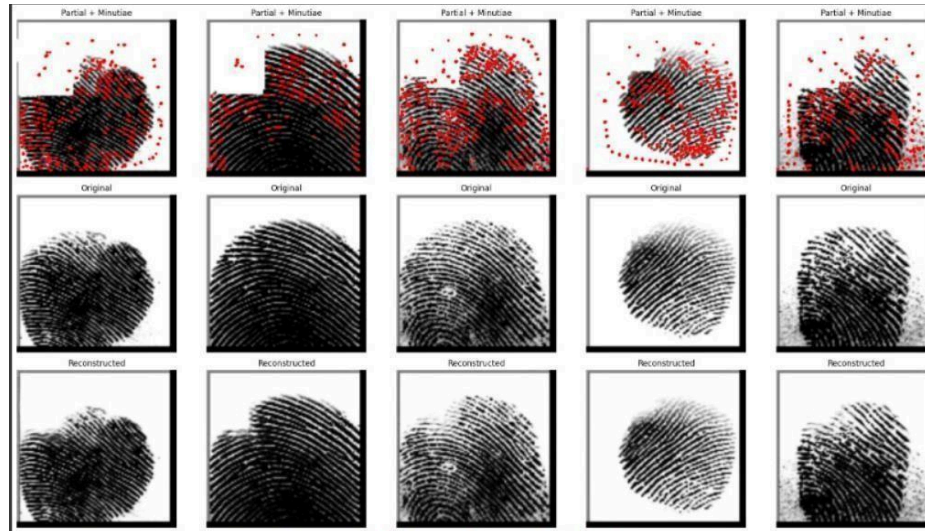 Partial + Minutiae Partial + Minutiae Partial + Minutiae Partial + Minutiae Partial + Minutiae
Original Original Original Original Original
Reconstructed Reconstructed Reconstructed Reconstructed Reconstructed